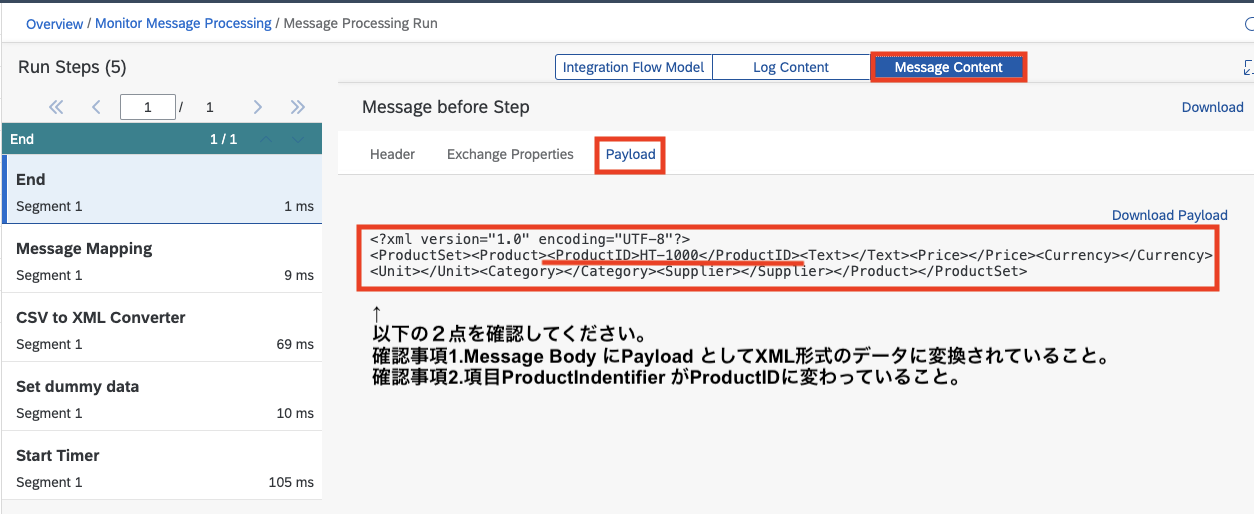 Overview / Monitor Message Processing / Message Processing Run
Run Steps (5)
Integration Flow Model
Log Content
Message Content
1 / 1
Message before Step
Download
End 1 / 1
Header
Exchange Properties
Payload
End
Segment 1 1 ms
Download Payload
Message Mapping
Segment 1 9 ms
CSV to XML Converter
Segment 1 69 ms
Set dummy data
Segment 1 10 ms
Start Timer
Segment 1 105 ms
<?xml version="1.0" encoding="UTF-8"?>
<ProductSet><Product><ProductID>HT-1000</ProductID><Text></Text><Price></Price><Currency></Currency>
<Unit></Unit><Category></Category><Supplier></Supplier></Product></ProductSet>
↑
以下の２点を確認してください。
確認事項1.Message Body にPayload としてXML形式のデータに変換されていること。
確認事項2.項目ProductIndentifier がProductIDに変わっていること。